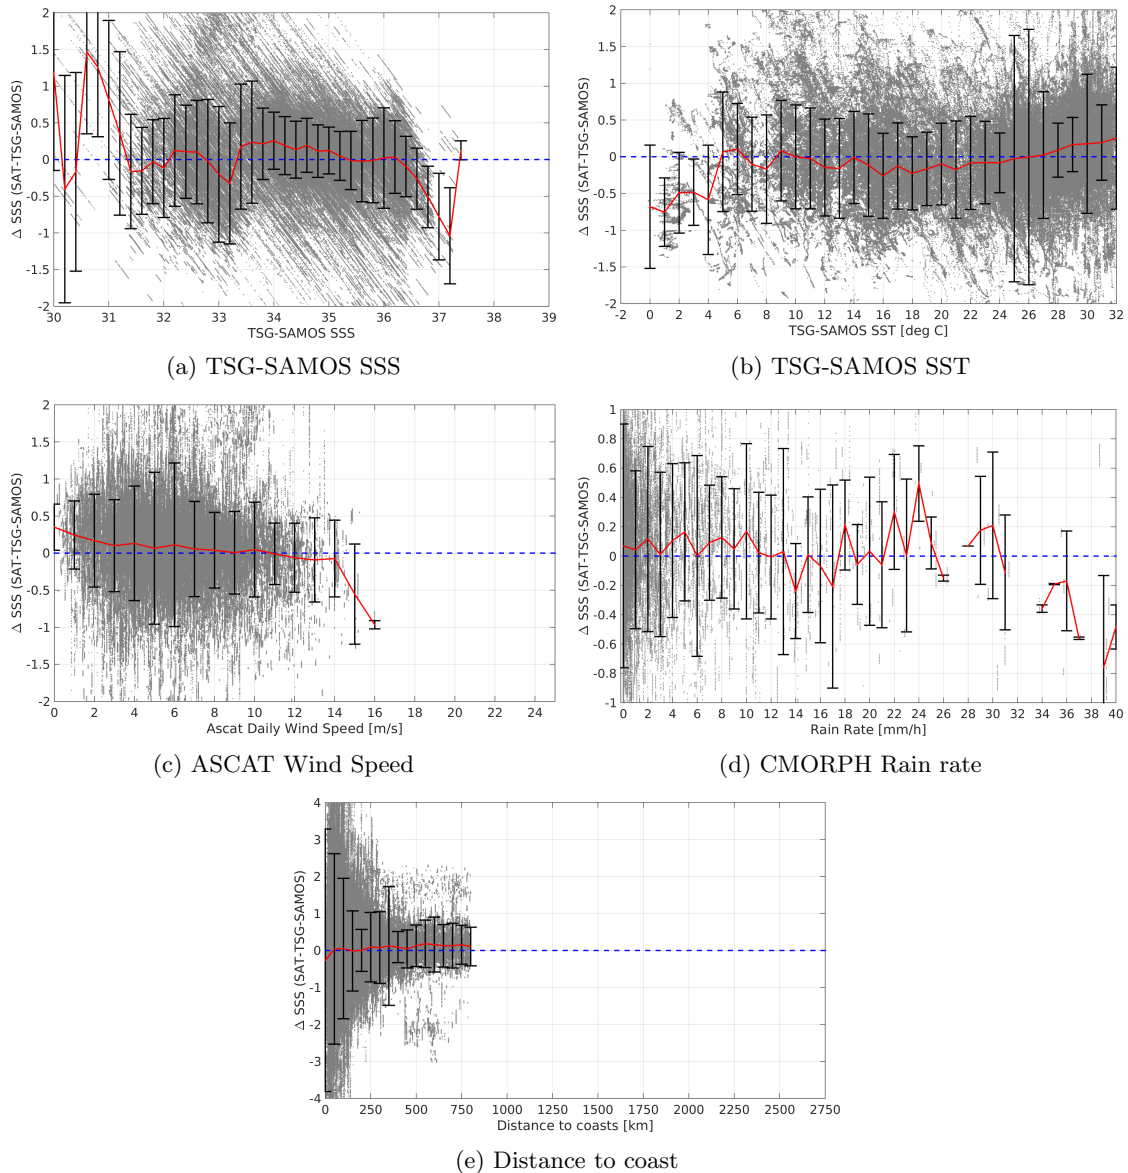 2
1.5
1
0.5
0
-0.5
-1
-1.5
-2
Δ SSS (SAT-TSG-SAMOS)
30 31 32 33 34 35 36 37 38 39
TSG-SAMOS SSS
(a) TSG-SAMOS SSS
2
1.5
1
0.5
0
-0.5
-1
-1.5
-2
Δ SSS (SAT-TSG-SAMOS)
-2 0 2 4 6 8 10 12 14 16 18 20 22 24 26 28 30 32
TSG-SAMOS SST [deg C]
(b) TSG-SAMOS SST
2
1.5
1
0.5
0
-0.5
-1
-1.5
-2
Δ SSS (SAT-TSG-SAMOS)
0 2 4 6 8 10 12 14 16 18 20 22 24
Ascat Daily Wind Speed [m/s]
(c) ASCAT Wind Speed
1
0.8
0.6
0.4
0.2
0
-0.2
-0.4
-0.6
-0.8
-1
Δ SSS (SAT-TSG-SAMOS)
0 2 4 6 8 10 12 14 16 18 20 22 24 26 28 30 32 34 36 38 40
Rain Rate [mm/h]
(d) CMORPH Rain rate
4
3
2
1
0
-1
-2
-3
-4
Δ SSS (SAT-TSG-SAMOS)
0 250 500 750 1000 1250 1500 1750 2000 2250 2500 2750
Distance to coasts [km]
(e) Distance to coast